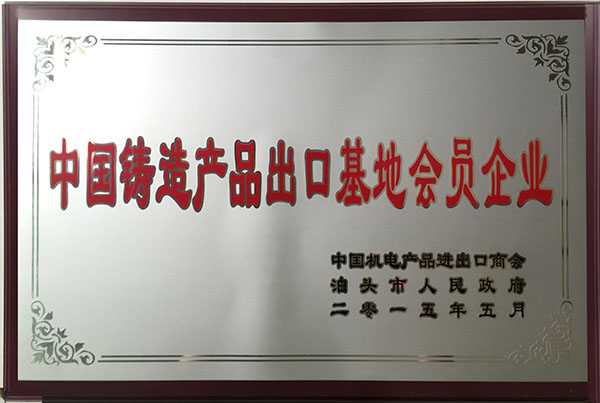 中国铸造产品出口基地会员企业
中国机电产品进出口商会
泊头市人民政府
二零一五年五月